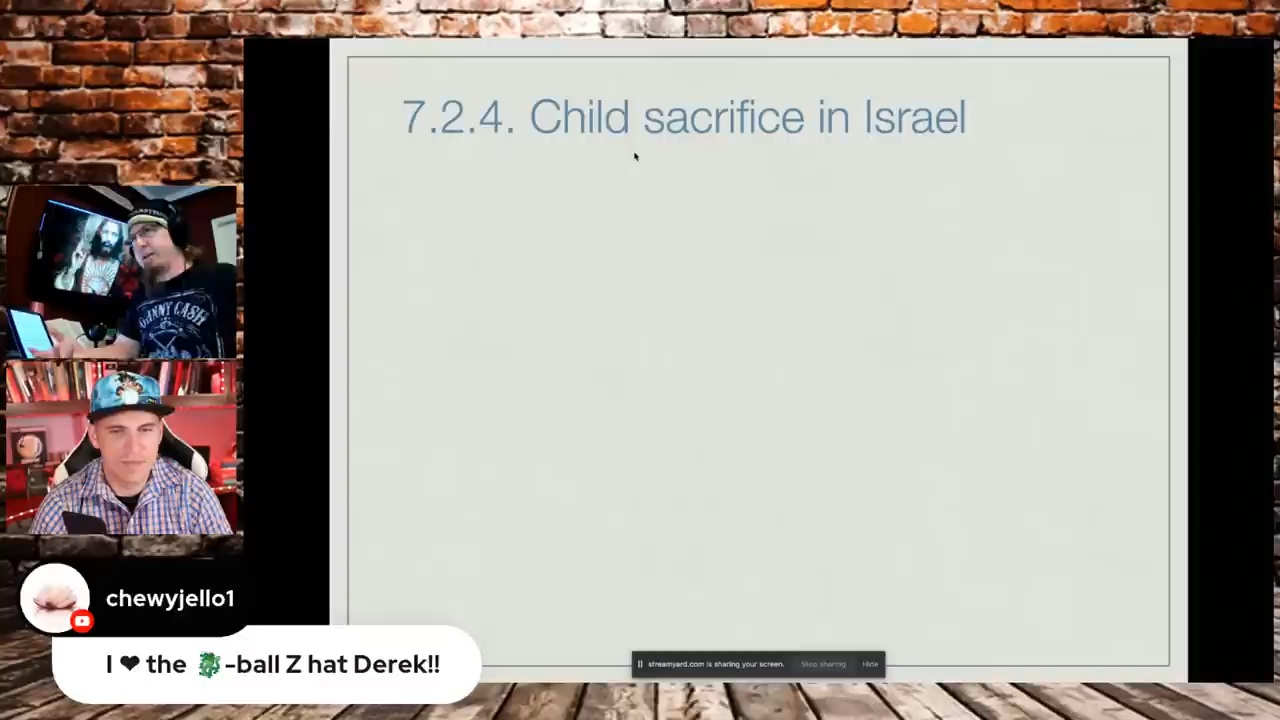 7.2.4. Child sacrifice in Israel
chewyjello1
I ❤ the 🐉-ball Z hat Derek!!
streamyard.com is sharing your screen. Stop sharing Hide